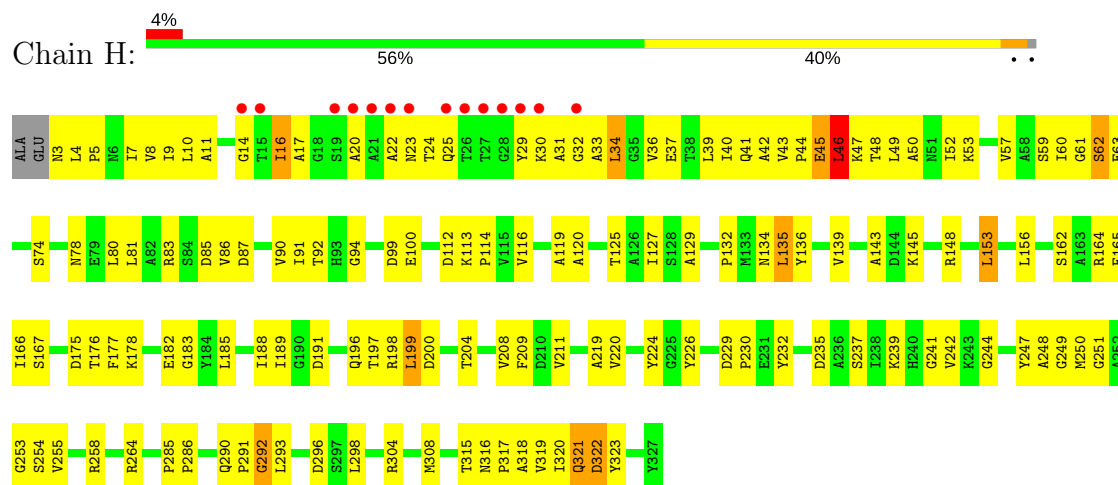 4%
Chain H:
56% 40% • •
ALA GLU N3 L4 P5 N6 I7 V8 I9 L10 A11 G14 T15 I16 A17 G18 S19 A20 A21 A22 N23 T24 Q25 T26 T27 G28 Y29 K30 A31 G32 A33 L34 G35 V36 E37 T38 L39 I40 Q41 A42 V43 P44 E45 L46 K47 T48 L49 A50 N51 I52 K53 V57 A58 S59 I60 G61 S62 E63
S74 N78 E79 L80 L81 A82 R83 S84 D85 V86 D87 V90 I91 T92 H93 G94 D99 E100 D112 K113 P114 V115 V116 A119 A120 T125 A126 I127 S128 A129 P132 M133 N134 L135 Y136 V139 A143 D144 K145 R148 L153 L156 S162 A163 R164 F165
I166 S167 D175 T176 F177 K178 E182 G183 Y184 L185 I188 I189 G190 D191 Q196 T197 R198 L199 D200 T204 V208 F209 D210 V211 A219 V220 Y224 G225 Y226 D229 P230 E231 Y232 D235 A236 S237 I238 K239 H240 G241 V242 K243 G244 Y247 A248 G249 M250 G251 A252
G253 S254 V255 R258 R264 P285 P286 Q290 P291 G292 L293 D296 S297 L298 R304 M308 T315 N316 P317 A318 V319 I320 Q321 D322 Y323 Y327